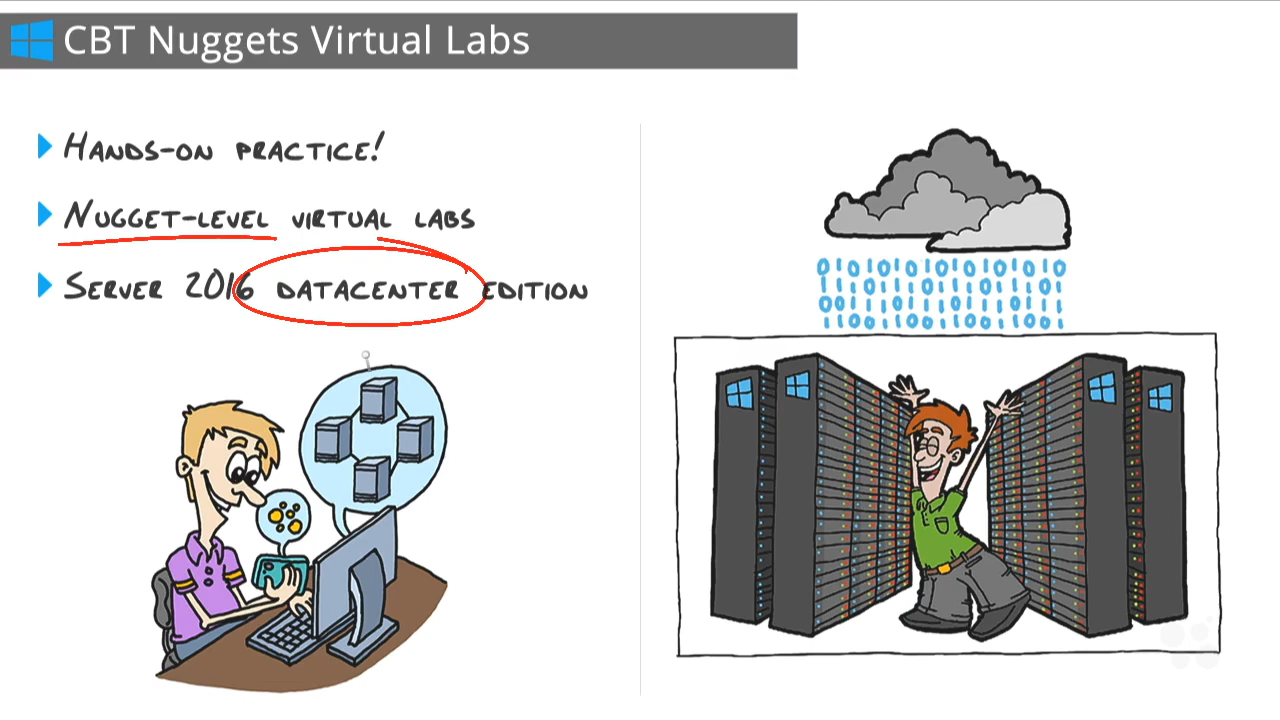 CBT Nuggets Virtual Labs
HANDS-ON PRACTICE!
NUGGET-LEVEL VIRTUAL LABS
SERVER 2016 DATACENTER EDITION